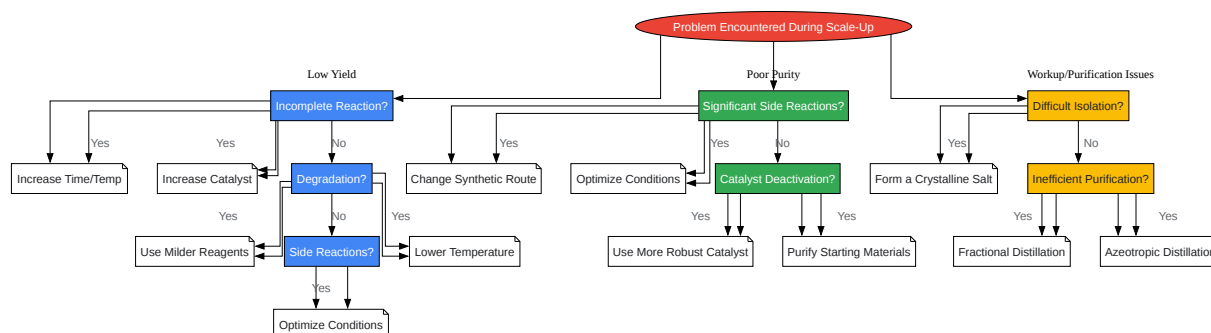 Problem Encountered During Scale-Up
Low Yield
Poor Purity
Workup/Purification Issues
Incomplete Reaction?
Significant Side Reactions?
Difficult Isolation?
Yes
Yes
No
Yes
Yes
No
Yes
No
Increase Time/Temp
Increase Catalyst
Degradation?
Change Synthetic Route
Optimize Conditions
Catalyst Deactivation?
Form a Crystalline Salt
Inefficient Purification?
Yes
No
Yes
Yes
Yes
Yes
Yes
Use Milder Reagents
Side Reactions?
Lower Temperature
Use More Robust Catalyst
Purify Starting Materials
Fractional Distillation
Azeotropic Distillation
Yes
Optimize Conditions